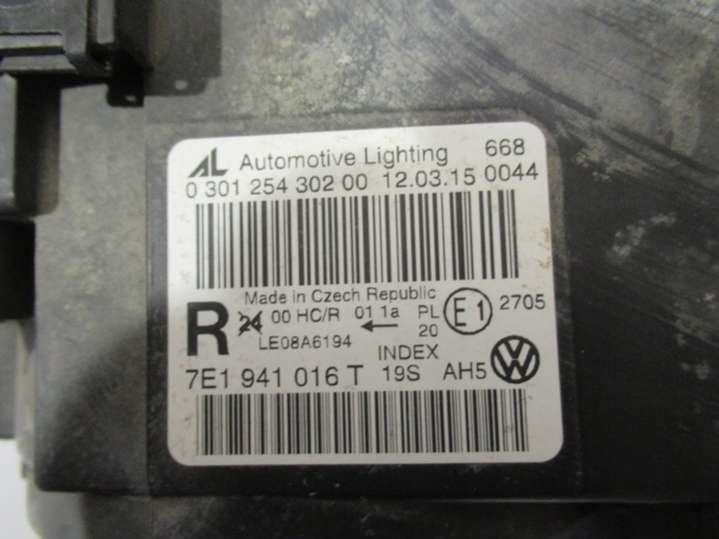 AL Automotive Lighting 668
0 301 254 302 00 12.03.15 0044
Made in Czech Republic
R 24 00 HC/R 01 1a PL E1 2705
← 20
LE08A6194
INDEX
7E1 941 016 T 19S AH5 VW